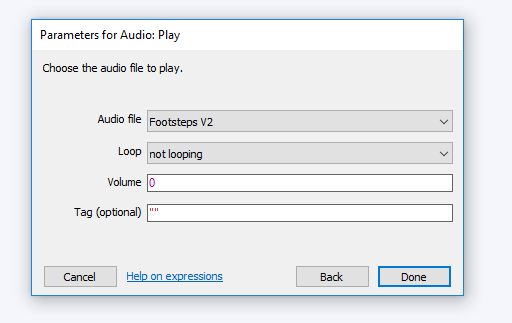 Parameters for Audio: Play
Choose the audio file to play.
Audio file Footsteps V2
Loop not looping
Volume 0
Tag (optional) ""
Cancel Help on expressions Back Done